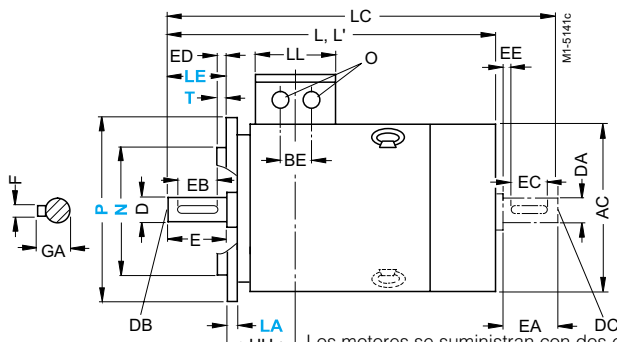 LC
L, L'
M1-5141c
ED
LL
O
EE
LE
T
BE
F
P
N
D
EB
EC
DA
AC
GA
E
DB
LA
EA
DC
Los motores se suministran con dos